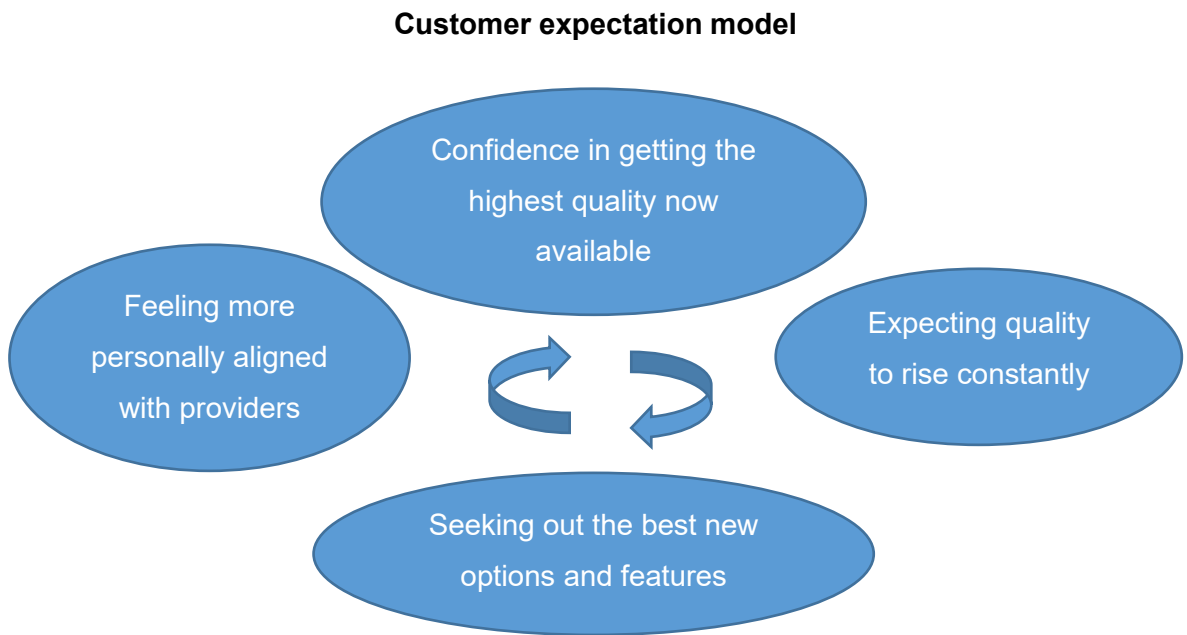 Customer expectation model
Confidence in getting the
highest quality now
available
Feeling more
personally aligned
with providers
Expecting quality
to rise constantly
Seeking out the best new
options and features